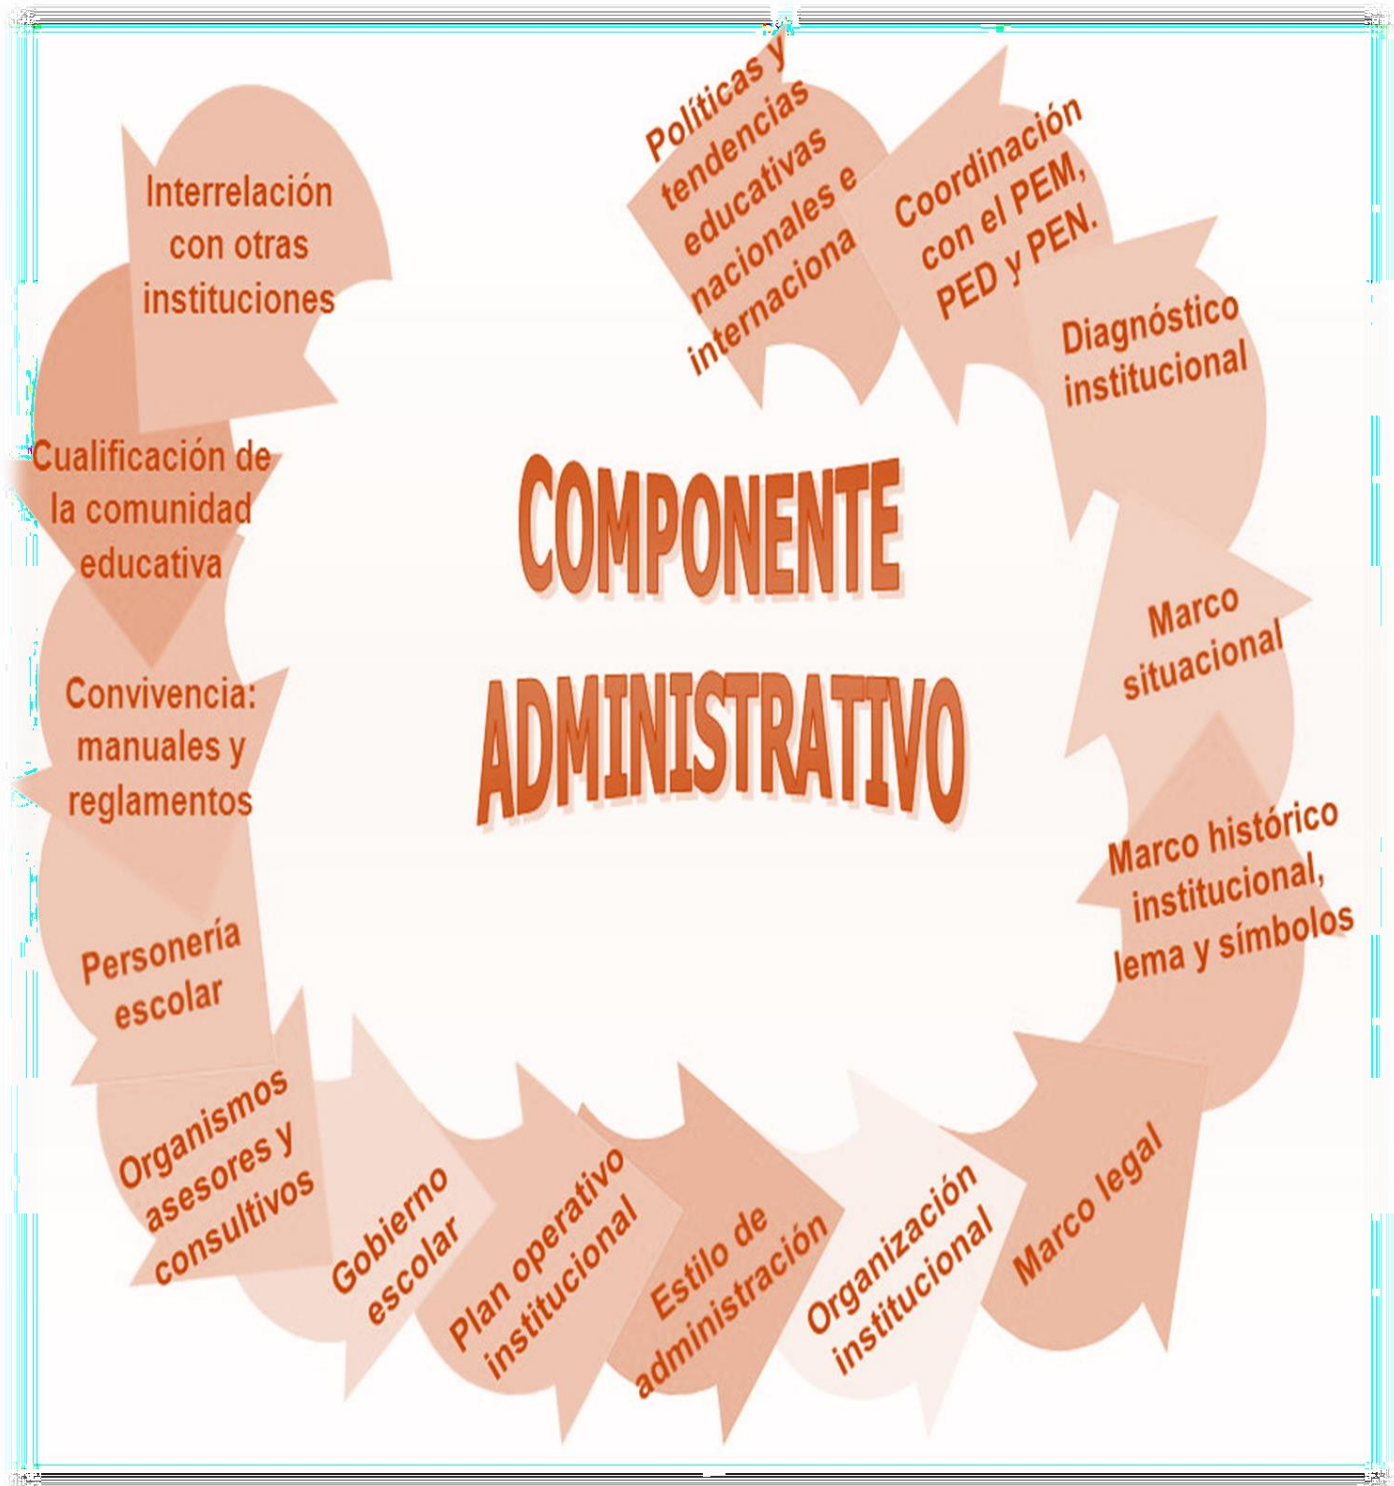 Políticas y
tendencias
educativas
nacionales e
internaciona
Coordinación
con el PEM,
PED y PEN.
Diagnóstico
institucional
Marco
situacional
Marco histórico
institucional,
lema y símbolos
Marco legal
Organización
institucional
Estilo de
administración
Plan operativo
institucional
Gobierno
escolar
Organismos
asesores y
consultivos
Personería
escolar
Convivencia:
manuales y
reglamentos
Cualificación de
la comunidad
educativa
Interrelación
con otras
instituciones
COMPONENTE
ADMINISTRATIVO